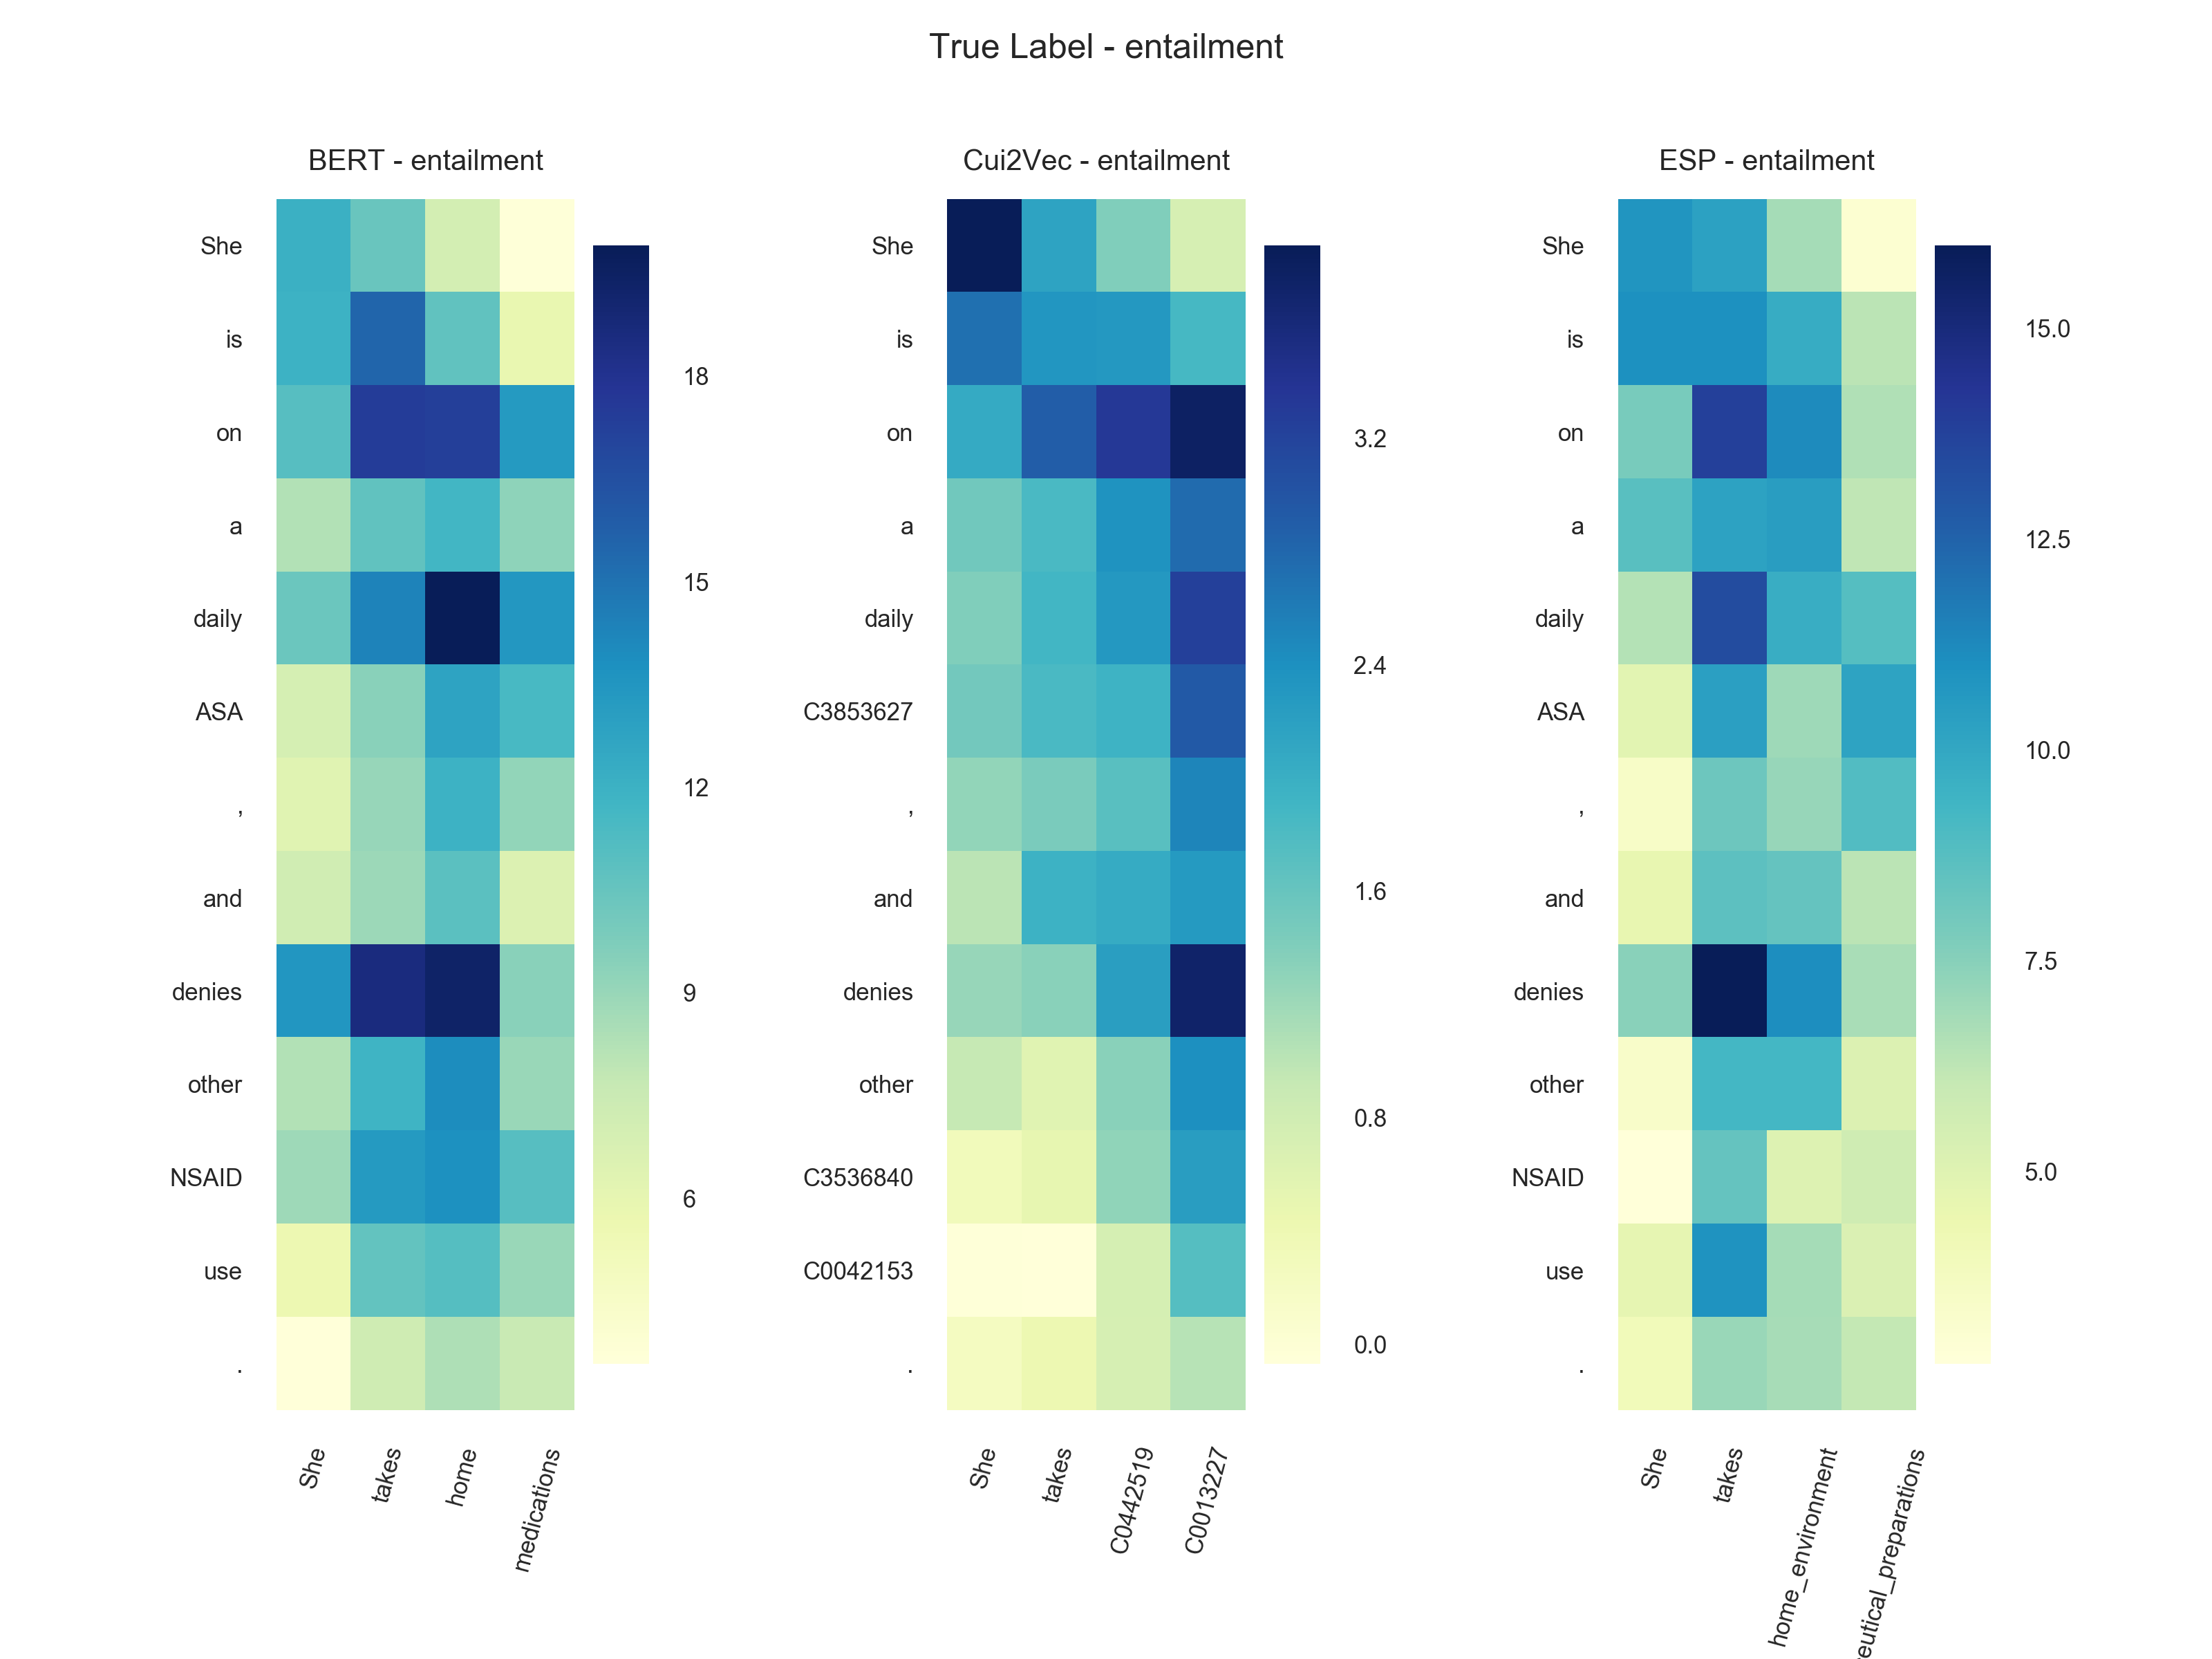 True Label - entailment
BERT - entailment
She
is
on
a
daily
ASA
,
and
denies
other
NSAID
use
.
She
takes
home
medications
18
15
12
9
6
Cui2Vec - entailment
She
is
on
a
daily
C3853627
,
and
denies
other
C3536840
C0042153
.
She
takes
C0442519
C0013227
3.2
2.4
1.6
0.8
0.0
ESP - entailment
She
is
on
a
daily
ASA
,
and
denies
other
NSAID
use
.
She
takes
home_environment
eutical_preparations
15.0
12.5
10.0
7.5
5.0